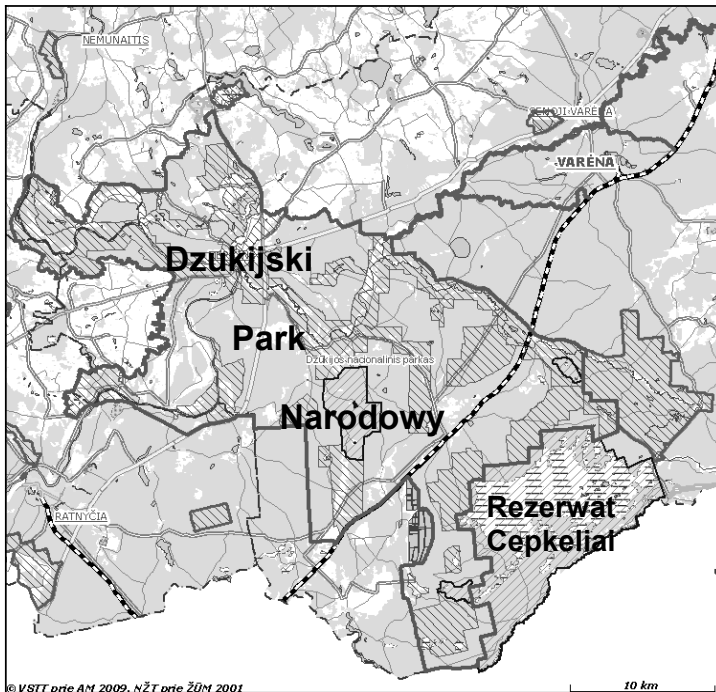 NEMUNAITIS
SENOJI VARĖNA
VARĖNA
Dzukijski
Park
Dzūkijos nacionalinis parkas
Narodowy
Rezerwat
Cepkelial
RATNYČIA
© VSTT prie AM 2009, NŽT prie ŽŪM 2001
10 km